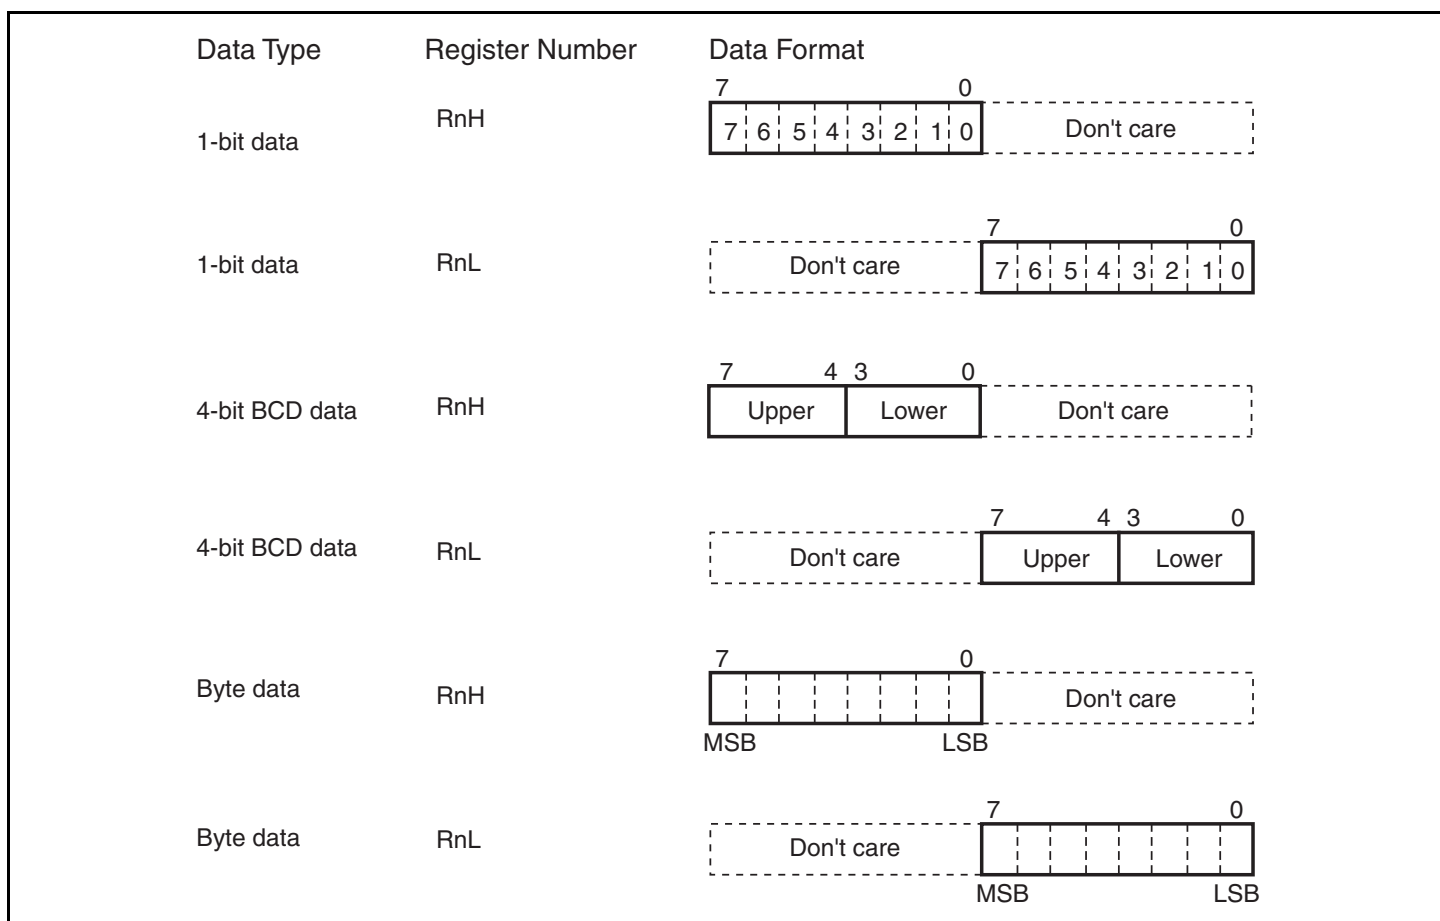 Data Type Register Number Data Format
7 0
1-bit data RnH 7 6 5 4 3 2 1 0 Don't care
7 0
1-bit data RnL Don't care 7 6 5 4 3 2 1 0
7 4 3 0
4-bit BCD data RnH Upper Lower Don't care
7 4 3 0
4-bit BCD data RnL Don't care Upper Lower
7 0
Byte data RnH Don't care
MSB LSB
7 0
Byte data RnL Don't care
MSB LSB